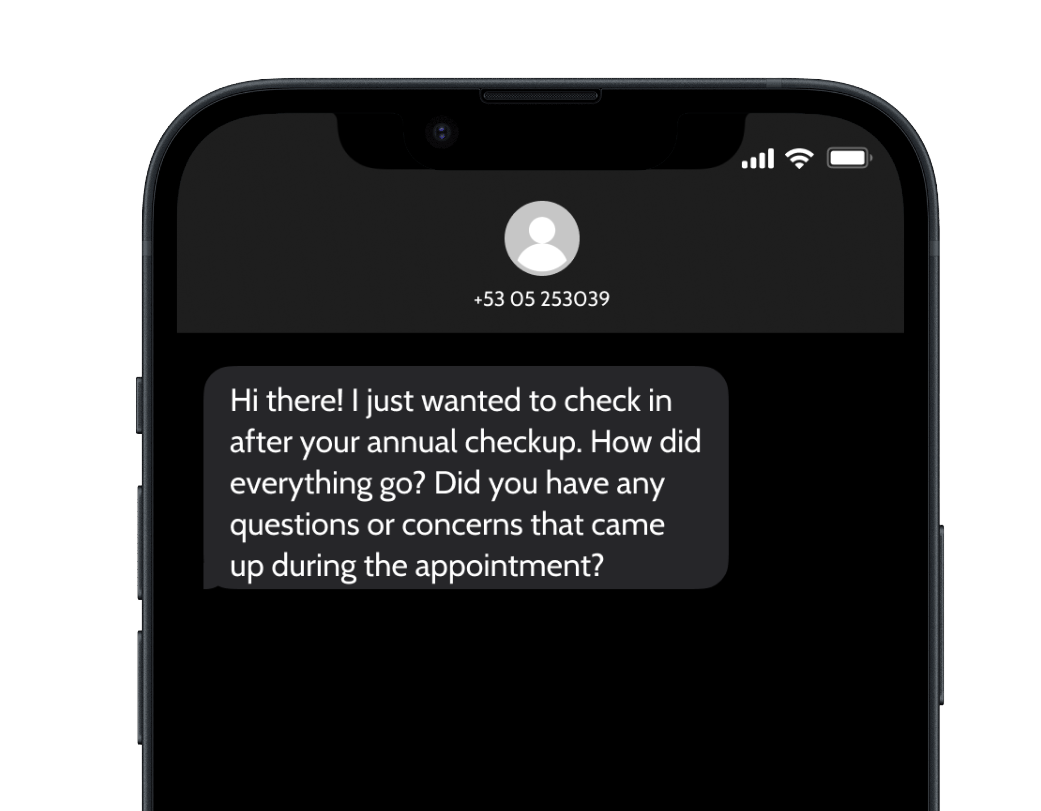 +53 05 253039
Hi there! I just wanted to check in
after your annual checkup. How did
everything go? Did you have any
questions or concerns that came
up during the appointment?